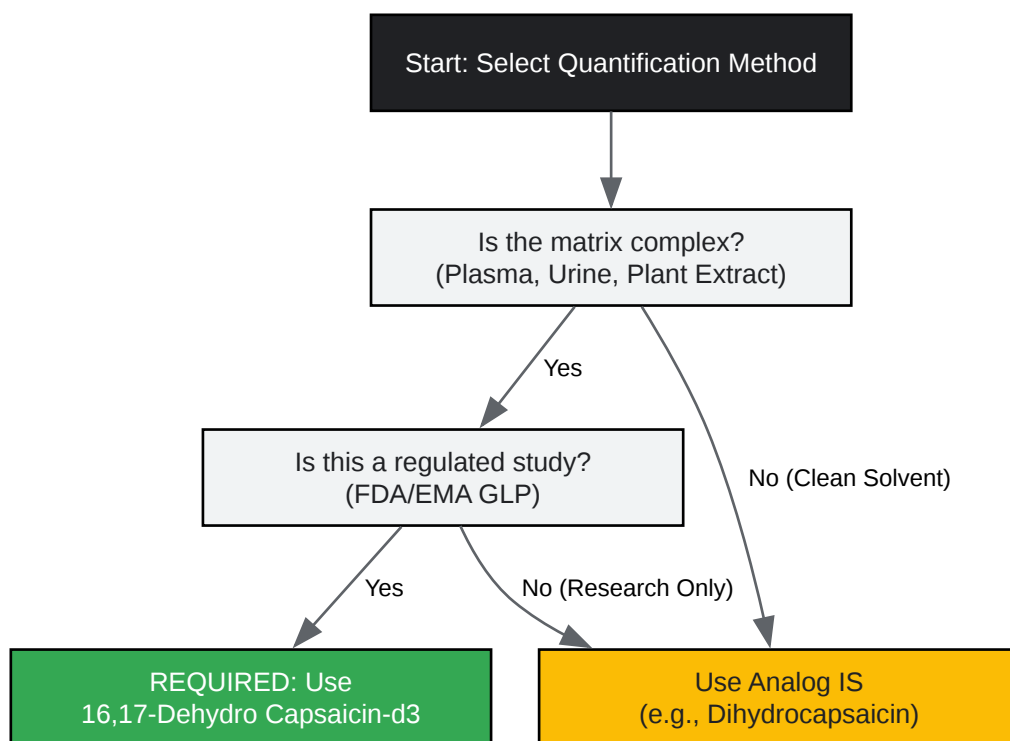 Start: Select Quantification Method
Is the matrix complex?
(Plasma, Urine, Plant Extract)
Yes
Is this a regulated study?
(FDA/EMA GLP)
No (Clean Solvent)
Yes
No (Research Only)
REQUIRED: Use
16,17-Dehydro Capsaicin-d3
Use Analog IS
(e.g., Dihydrocapsaicin)